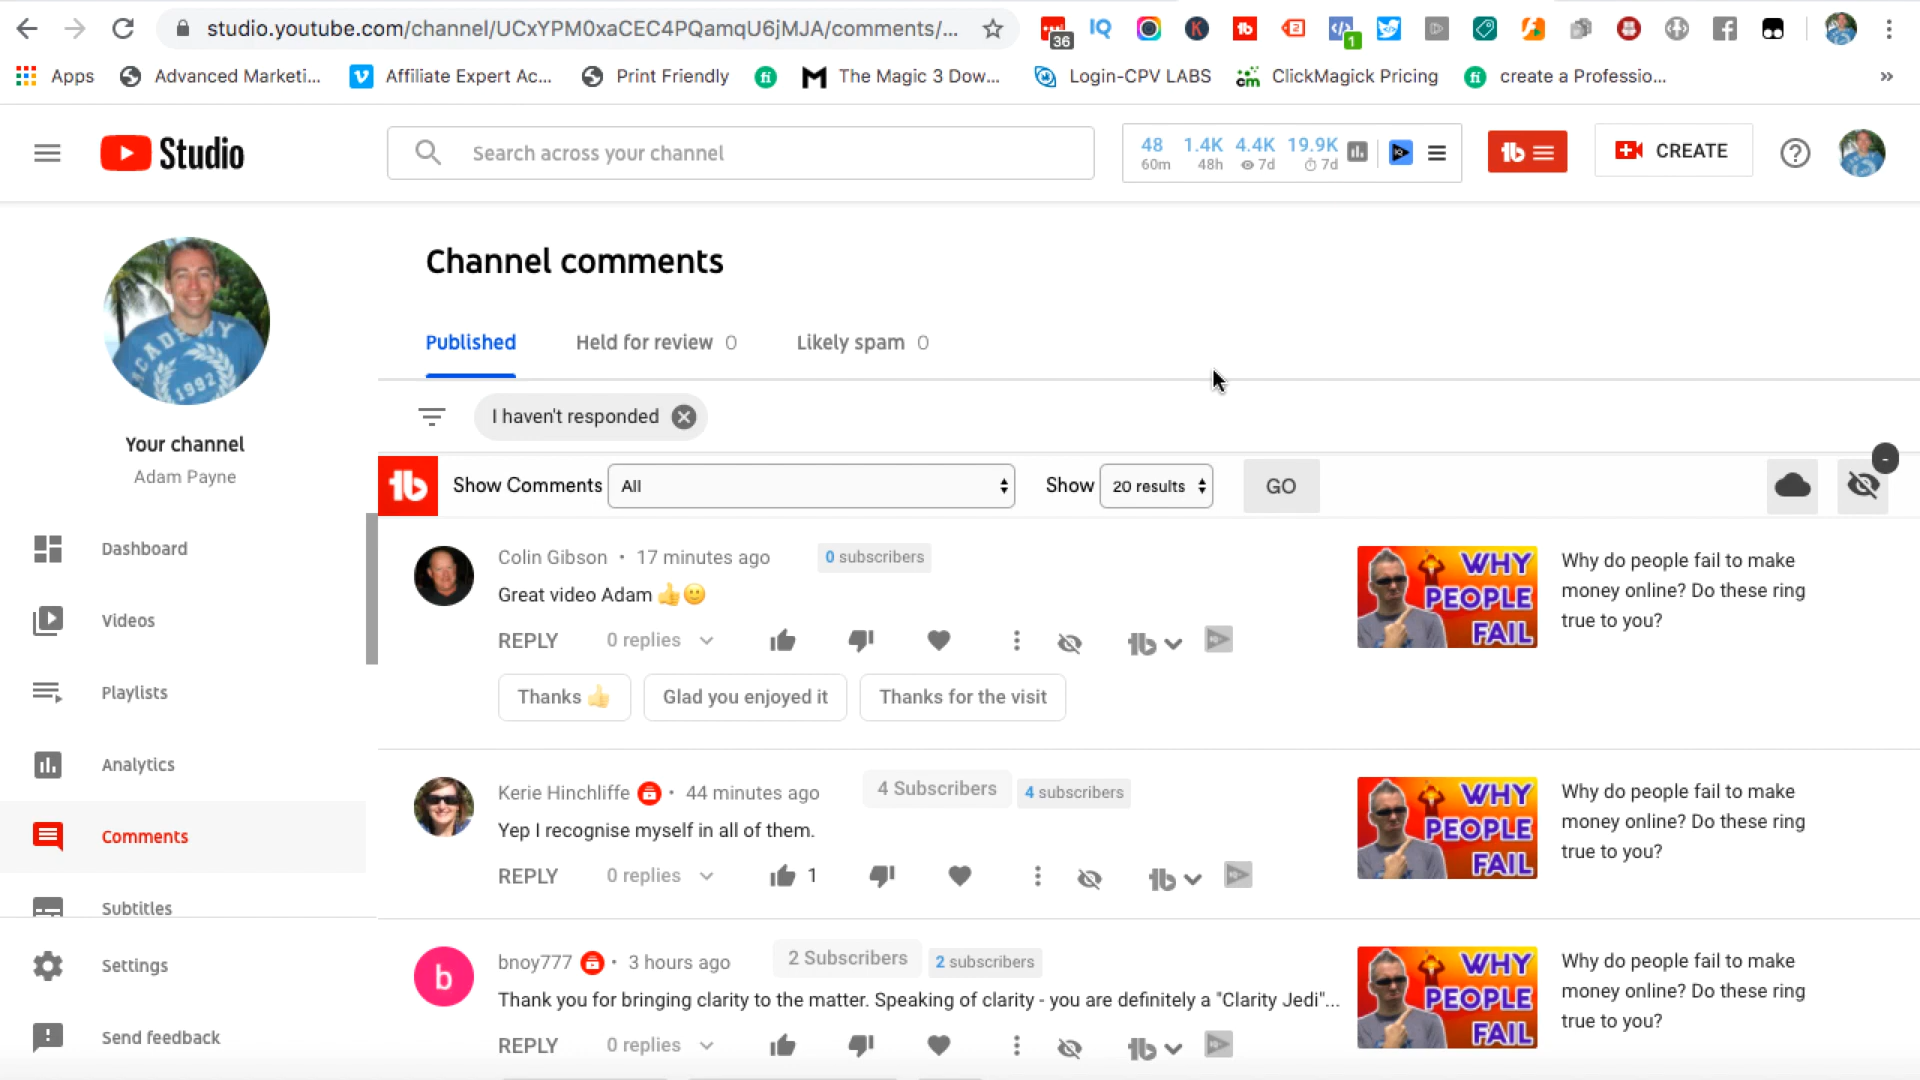 studio.youtube.com/channel/UCxYPM0xaCEC4PQamqU6jMJA/comments/...
36
IQ
K
1
Apps
Advanced Marketi...
Affiliate Expert Ac...
Print Friendly
The Magic 3 Dow...
Login-CPV LABS
ClickMagick Pricing
create a Professio...
»
Studio
Search across your channel
48 1.4K 4.4K 19.9K
60m 48h 7d 7d
CREATE
Channel comments
Published
Held for review 0
Likely spam 0
I haven't responded
Show Comments All
Show 20 results
GO
-
Your channel
Adam Payne
Dashboard
Videos
Playlists
Analytics
Comments
Subtitles
Settings
Send feedback
Colin Gibson • 17 minutes ago
0 subscribers
Great video Adam 👍🙂
REPLY 0 replies
Thanks 👍
Glad you enjoyed it
Thanks for the visit
WHY
PEOPLE
FAIL
Why do people fail to make
money online? Do these ring
true to you?
Kerie Hinchliffe • 44 minutes ago
4 Subscribers
4 subscribers
Yep I recognise myself in all of them.
REPLY 0 replies 1
WHY
PEOPLE
FAIL
Why do people fail to make
money online? Do these ring
true to you?
b
bnoy777 • 3 hours ago
2 Subscribers
2 subscribers
Thank you for bringing clarity to the matter. Speaking of clarity - you are definitely a "Clarity Jedi"...
REPLY 0 replies
WHY
PEOPLE
FAIL
Why do people fail to make
money online? Do these ring
true to you?